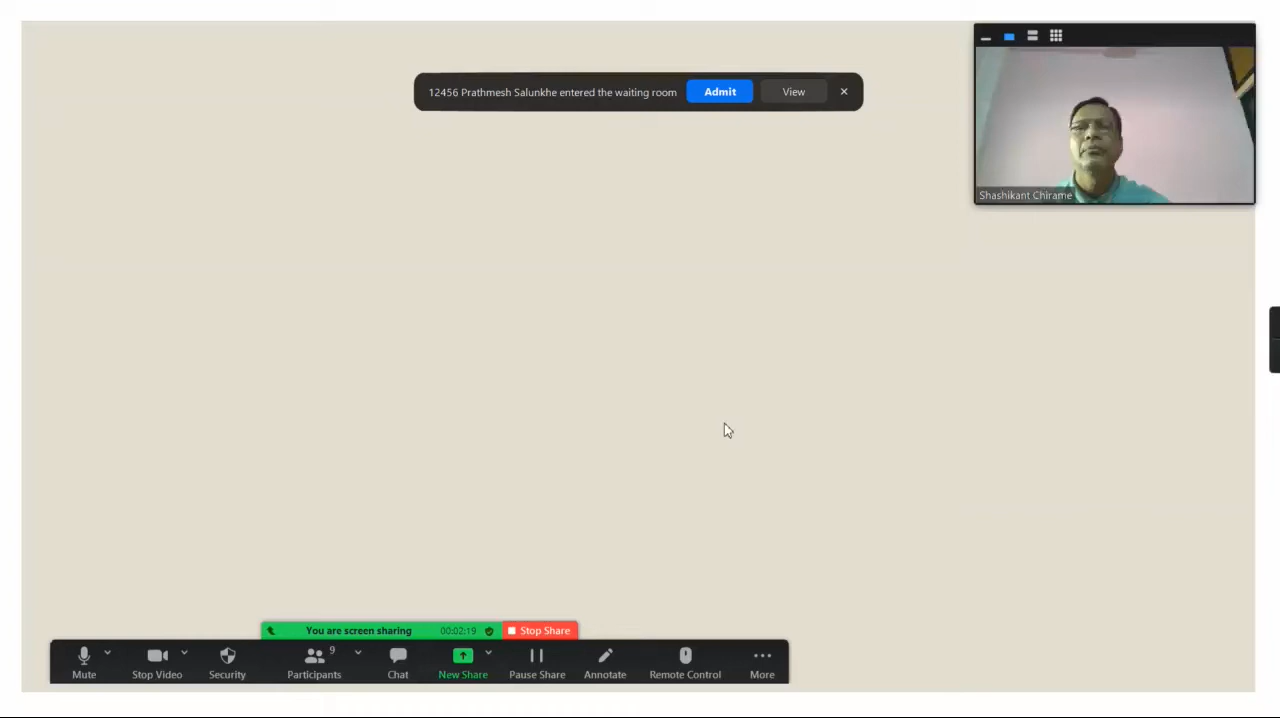 12456 Prathmesh Salunkhe entered the waiting room Admit View
Shashikant Chirame
You are screen sharing 00:02:19 Stop Share
9
Mute Stop Video Security Participants Chat New Share Pause Share Annotate Remote Control More